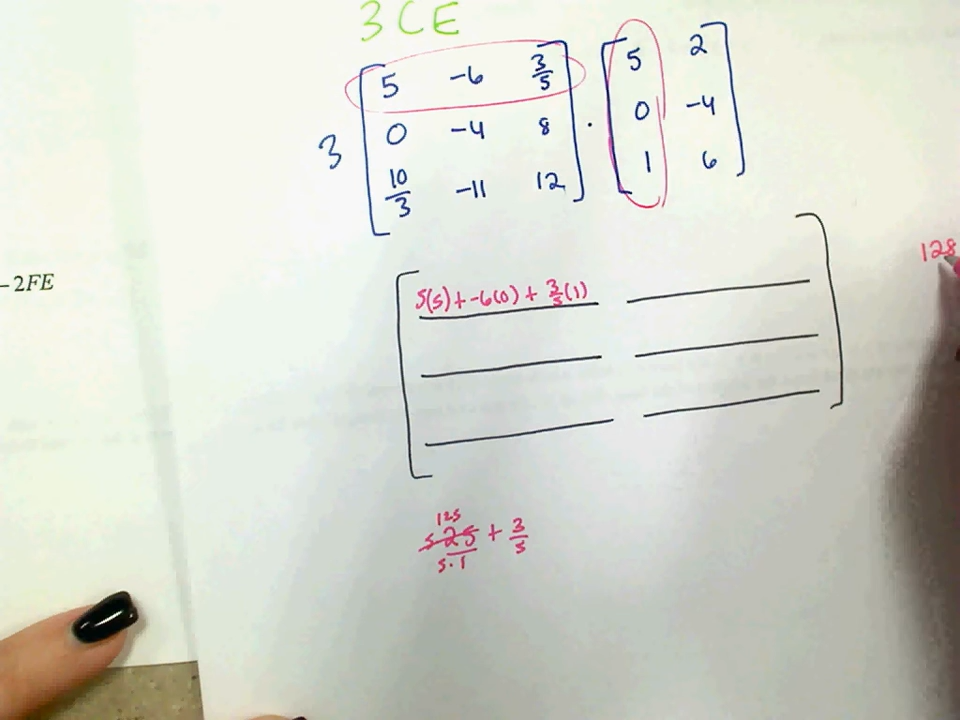 3CE
3 [ 5 -6 3/5 ] · [ 5 2 ]
[ 0 -4 8 ] [ 0 -4 ]
[ 10/3 -11 12 ] [ 1 6 ]
128
-2FE
5(5)+-6(0)+3/5(1)
125
5·25/5·1 + 3/5